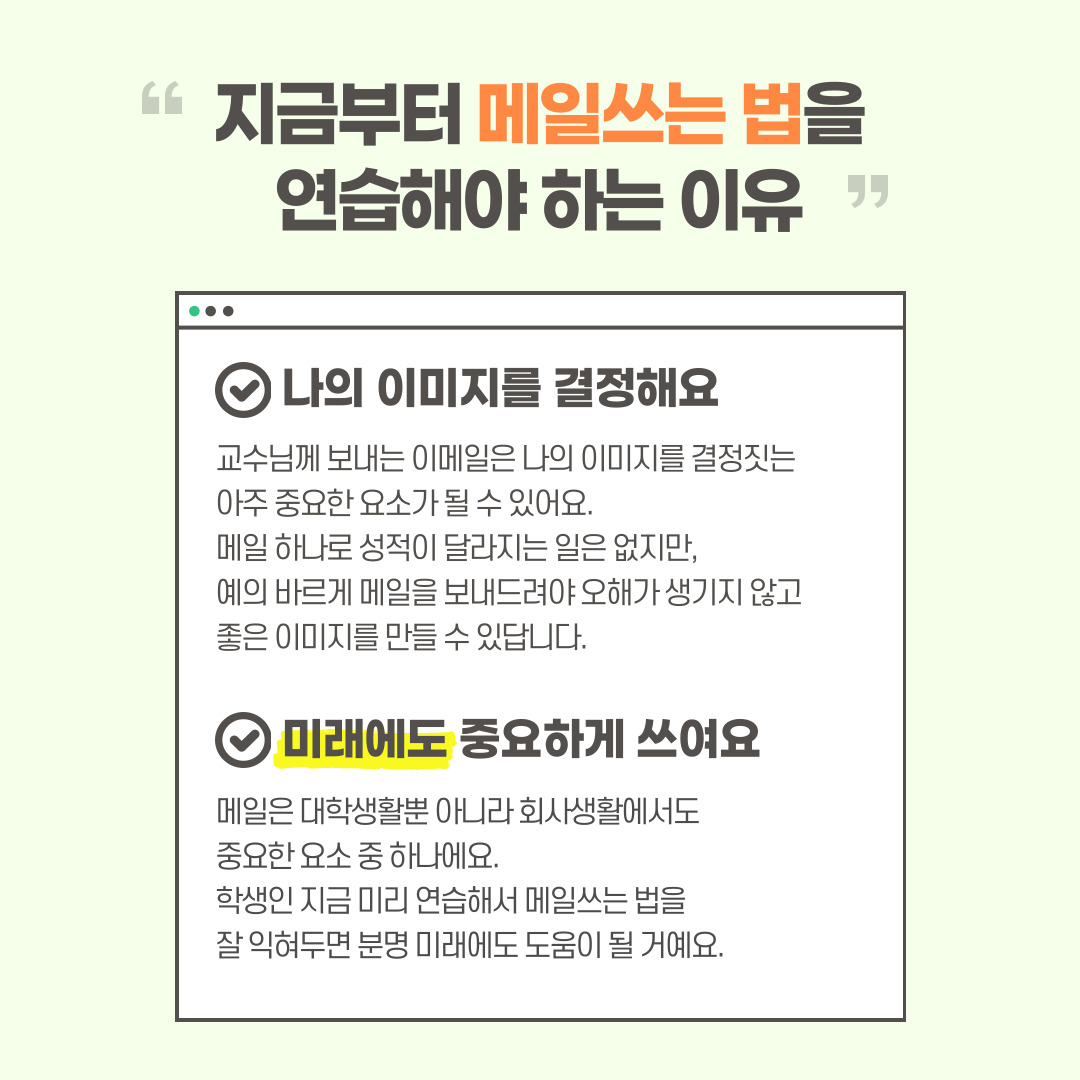 “ 지금부터 메일쓰는 법을
연습해야 하는 이유 ”
나의 이미지를 결정해요
교수님께 보내는 이메일은 나의 이미지를 결정짓는
아주 중요한 요소가 될 수 있어요.
메일 하나로 성적이 달라지는 일은 없지만,
예의 바르게 메일을 보내드려야 오해가 생기지 않고
좋은 이미지를 만들 수 있답니다.
미래에도 중요하게 쓰여요
메일은 대학생활뿐 아니라 회사생활에서도
중요한 요소 중 하나에요.
학생인 지금 미리 연습해서 메일쓰는 법을
잘 익혀두면 분명 미래에도 도움이 될 거예요.